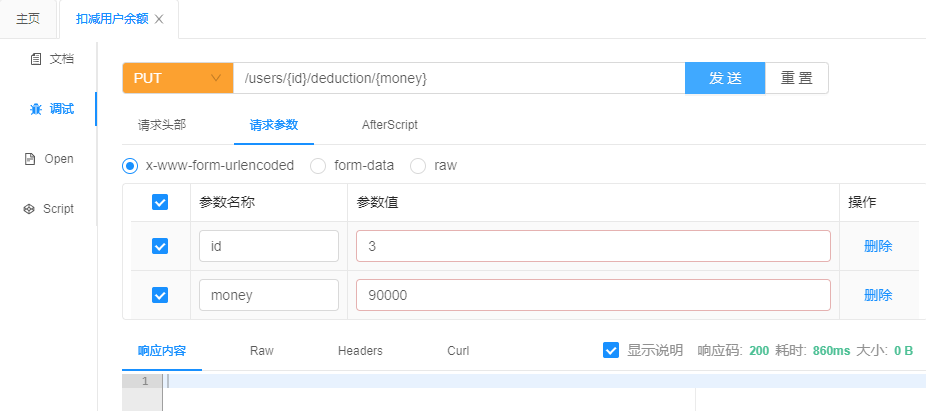 主页
扣减用户余额
文档
调试
Open
Script
PUT /users/{id}/deduction/{money} 发 送 重 置
请求头部 请求参数 AfterScript
x-www-form-urlencoded form-data raw
参数名称 参数值 操作
id 3 删除
money 90000 删除
响应内容 Raw Headers Curl 显示说明 响应码: 200 耗时: 860ms 大小: 0 B
1